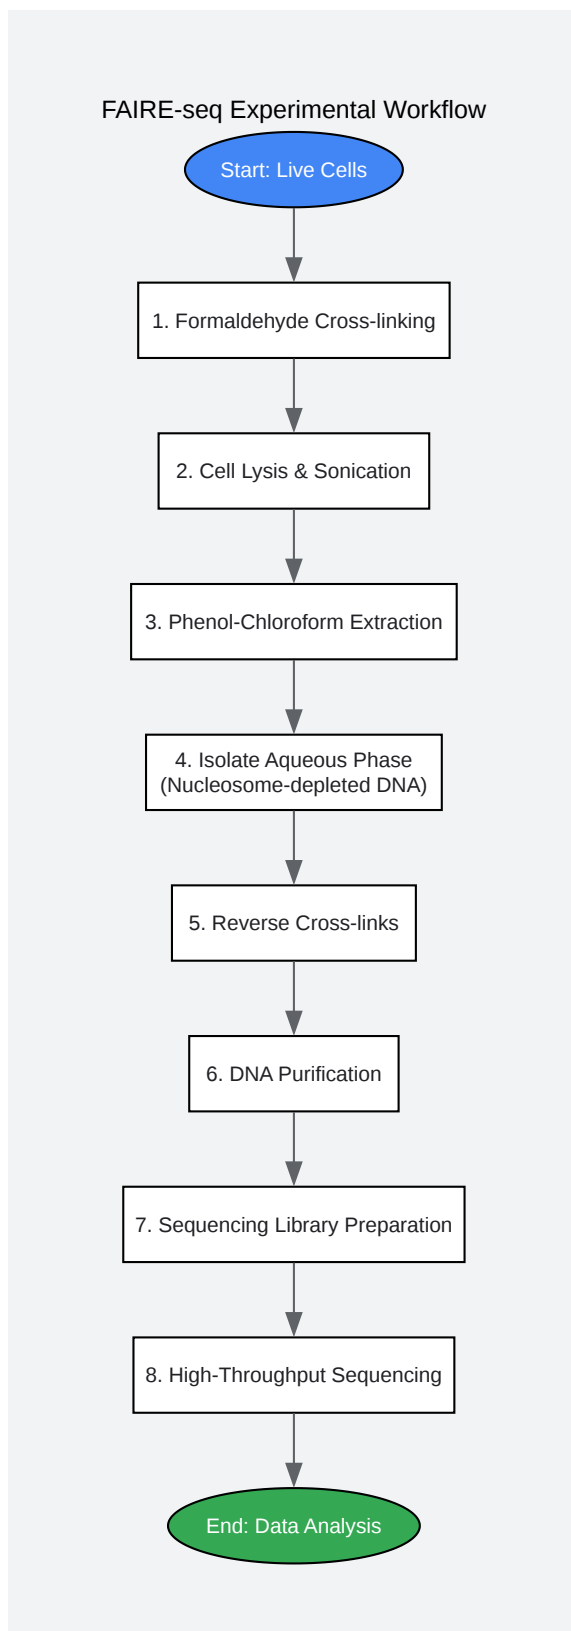 FAIRE-seq Experimental Workflow
Start: Live Cells
1. Formaldehyde Cross-linking
2. Cell Lysis & Sonication
3. Phenol-Chloroform Extraction
4. Isolate Aqueous Phase
(Nucleosome-depleted DNA)
5. Reverse Cross-links
6. DNA Purification
7. Sequencing Library Preparation
8. High-Throughput Sequencing
End: Data Analysis